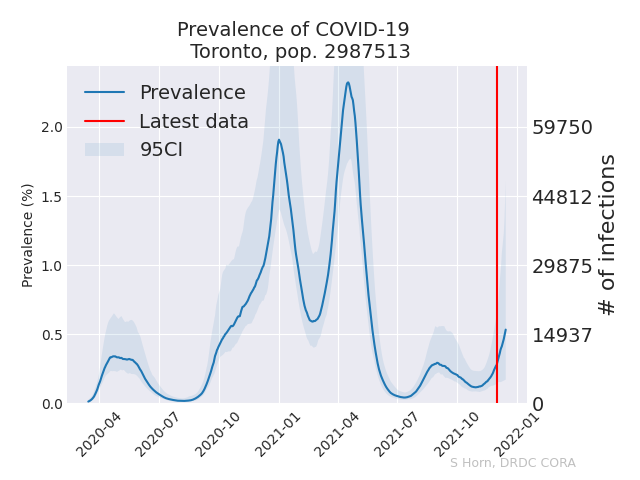 Prevalence of COVID-19
Toronto, pop. 2987513
Prevalence
Latest data
95CI
Prevalence (%)
2.0
1.5
1.0
0.5
0.0
59750
44812
29875
14937
0
# of infections
2020-04
2020-07
2020-10
2021-01
2021-04
2021-07
2021-10
2022-01
S Horn, DRDC CORA